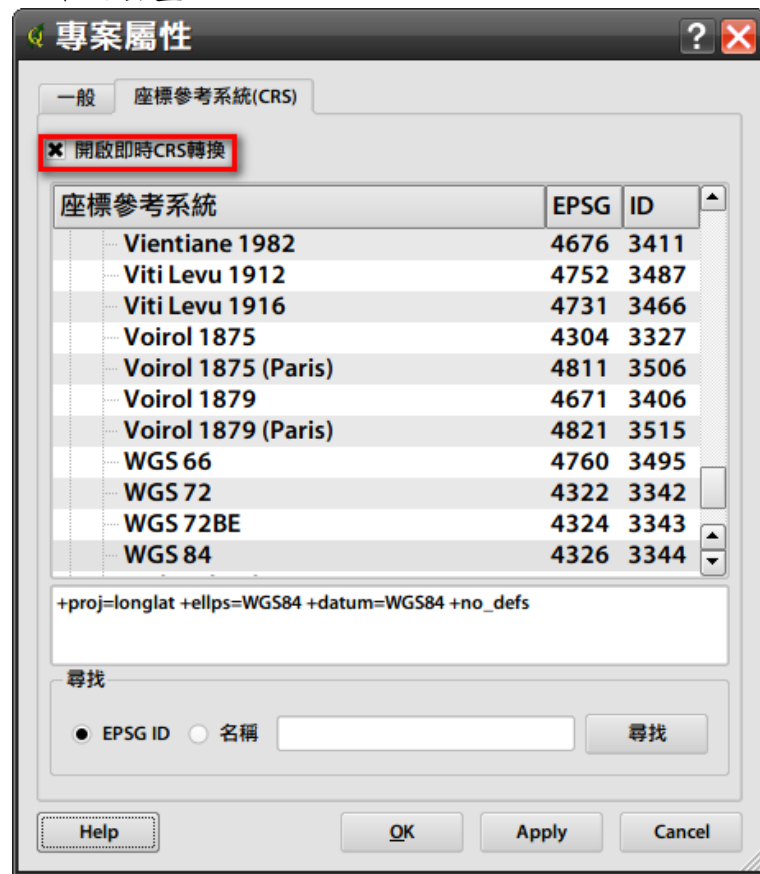 專案屬性
一般 座標參考系統(CRS)
開啟即時CRS轉換
座標參考系統 EPSG ID
Vientiane 1982 4676 3411
Viti Levu 1912 4752 3487
Viti Levu 1916 4731 3466
Voirol 1875 4304 3327
Voirol 1875 (Paris) 4811 3506
Voirol 1879 4671 3406
Voirol 1879 (Paris) 4821 3515
WGS 66 4760 3495
WGS 72 4322 3342
WGS 72BE 4324 3343
WGS 84 4326 3344
+proj=longlat +ellps=WGS84 +datum=WGS84 +no_defs
尋找
EPSG ID 名稱 尋找
Help OK Apply Cancel